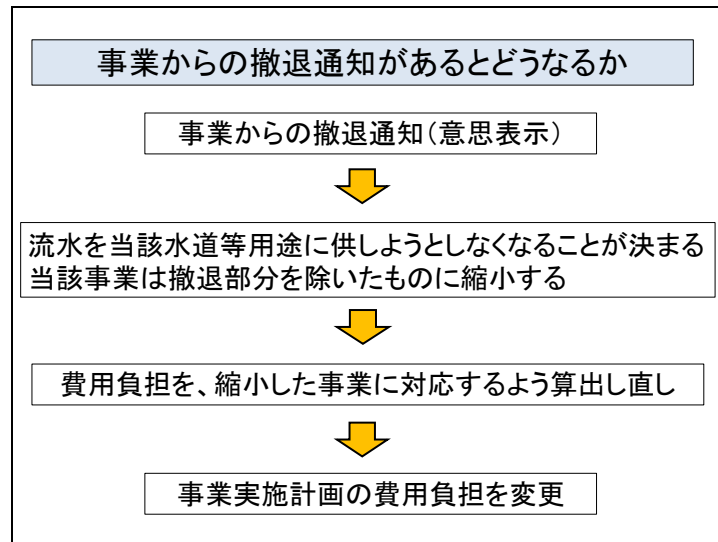 事業からの撤退通知があるとどうなるか
事業からの撤退通知(意思表示)
流水を当該水道等用途に供しようとしなくなることが決まる
当該事業は撤退部分を除いたものに縮小する
費用負担を、縮小した事業に対応するよう算出し直し
事業実施計画の費用負担を変更